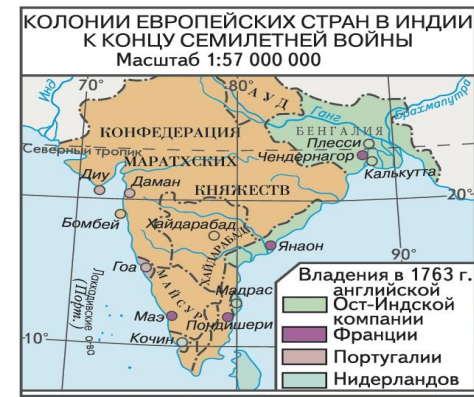 КОЛОНИИ ЕВРОПЕЙСКИХ СТРАН В ИНДИИ
К КОНЦУ СЕМИЛЕТНЕЙ ВОЙНЫ
Масштаб 1:57 000 000
70°
80°
Инд
АУД
Ганг
Брахмапутра
БЕНГАЛИЯ
КОНФЕДЕРАЦИЯ
Плесси
Северный тропик
МАРАТХСКИХ
Чендернагор
Калькутта
Диу
Даман
КНЯЖЕСТВ
20°
Бомбей
Хайдарабад
ХАЙДАРАБАД
Янаон
90°
Гоа
Лаккадивские о-ва
(Порт.)
МАЙСУР
Мадрас
Маэ
Пондишери
10°
Кочин
Владения в 1763 г.
английской
Ост-Индской
компании
Франции
Португалии
Нидерландов